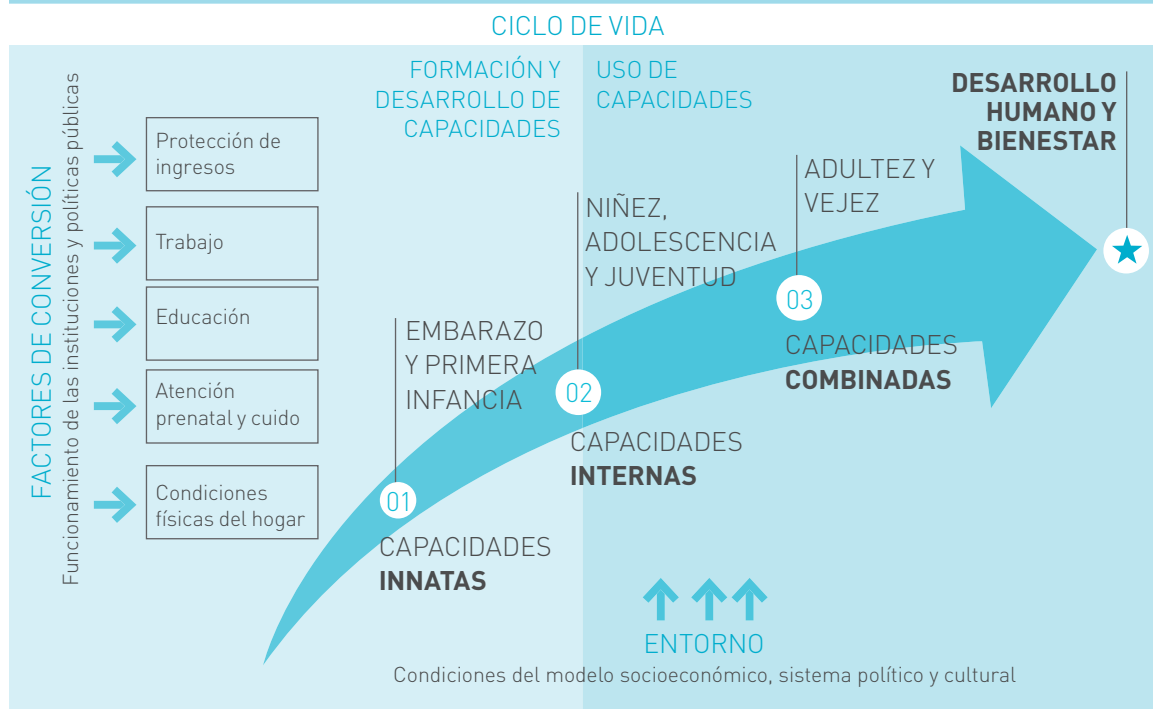 CICLO DE VIDA
FORMACIÓN Y
DESARROLLO DE
CAPACIDADES
USO DE
CAPACIDADES
DESARROLLO
HUMANO Y
BIENESTAR
FACTORES DE CONVERSIÓN
Funcionamiento de las instituciones y políticas públicas
Protección de
ingresos
Trabajo
Educación
Atención
prenatal y cuido
Condiciones
físicas del hogar
EMBARAZO
Y PRIMERA
INFANCIA
01
CAPACIDADES
INNATAS
NIÑEZ,
ADOLESCENCIA
Y JUVENTUD
02
CAPACIDADES
INTERNAS
ADULTEZ Y
VEJEZ
03
CAPACIDADES
COMBINADAS
ENTORNO
Condiciones del modelo socioeconómico, sistema político y cultural